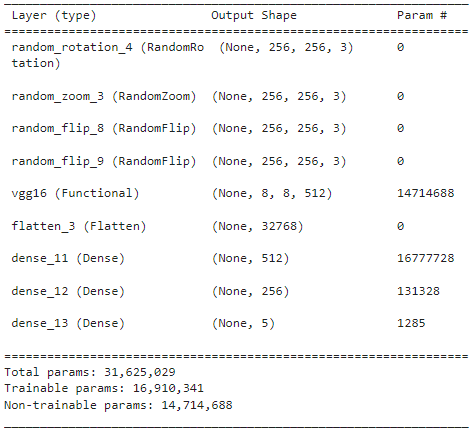 Layer (type) Output Shape Param #
random_rotation_4 (RandomRo (None, 256, 256, 3) 0
tation)
random_zoom_3 (RandomZoom) (None, 256, 256, 3) 0
random_flip_8 (RandomFlip) (None, 256, 256, 3) 0
random_flip_9 (RandomFlip) (None, 256, 256, 3) 0
vgg16 (Functional) (None, 8, 8, 512) 14714688
flatten_3 (Flatten) (None, 32768) 0
dense_11 (Dense) (None, 512) 16777728
dense_12 (Dense) (None, 256) 131328
dense_13 (Dense) (None, 5) 1285
Total params: 31,625,029
Trainable params: 16,910,341
Non-trainable params: 14,714,688